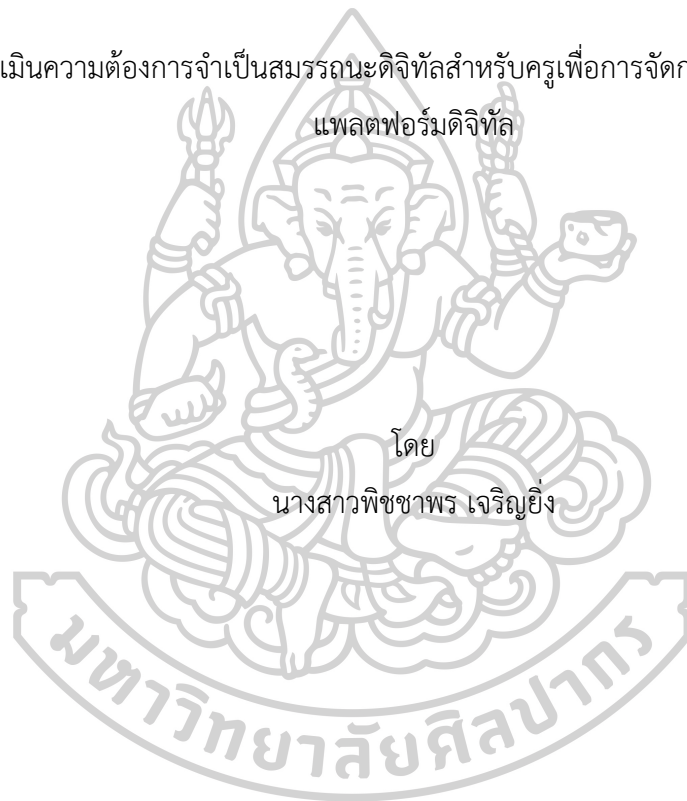 เมินความต้องการจำเป็นสมรรถนะดิจิทัลสำหรับครูเพื่อการจัดก
แพลตฟอร์มดิจิทัล
โดย
นางสาวพิชชาพร เจริญยิ่ง
มหาวิทยาลัยศิลปากร